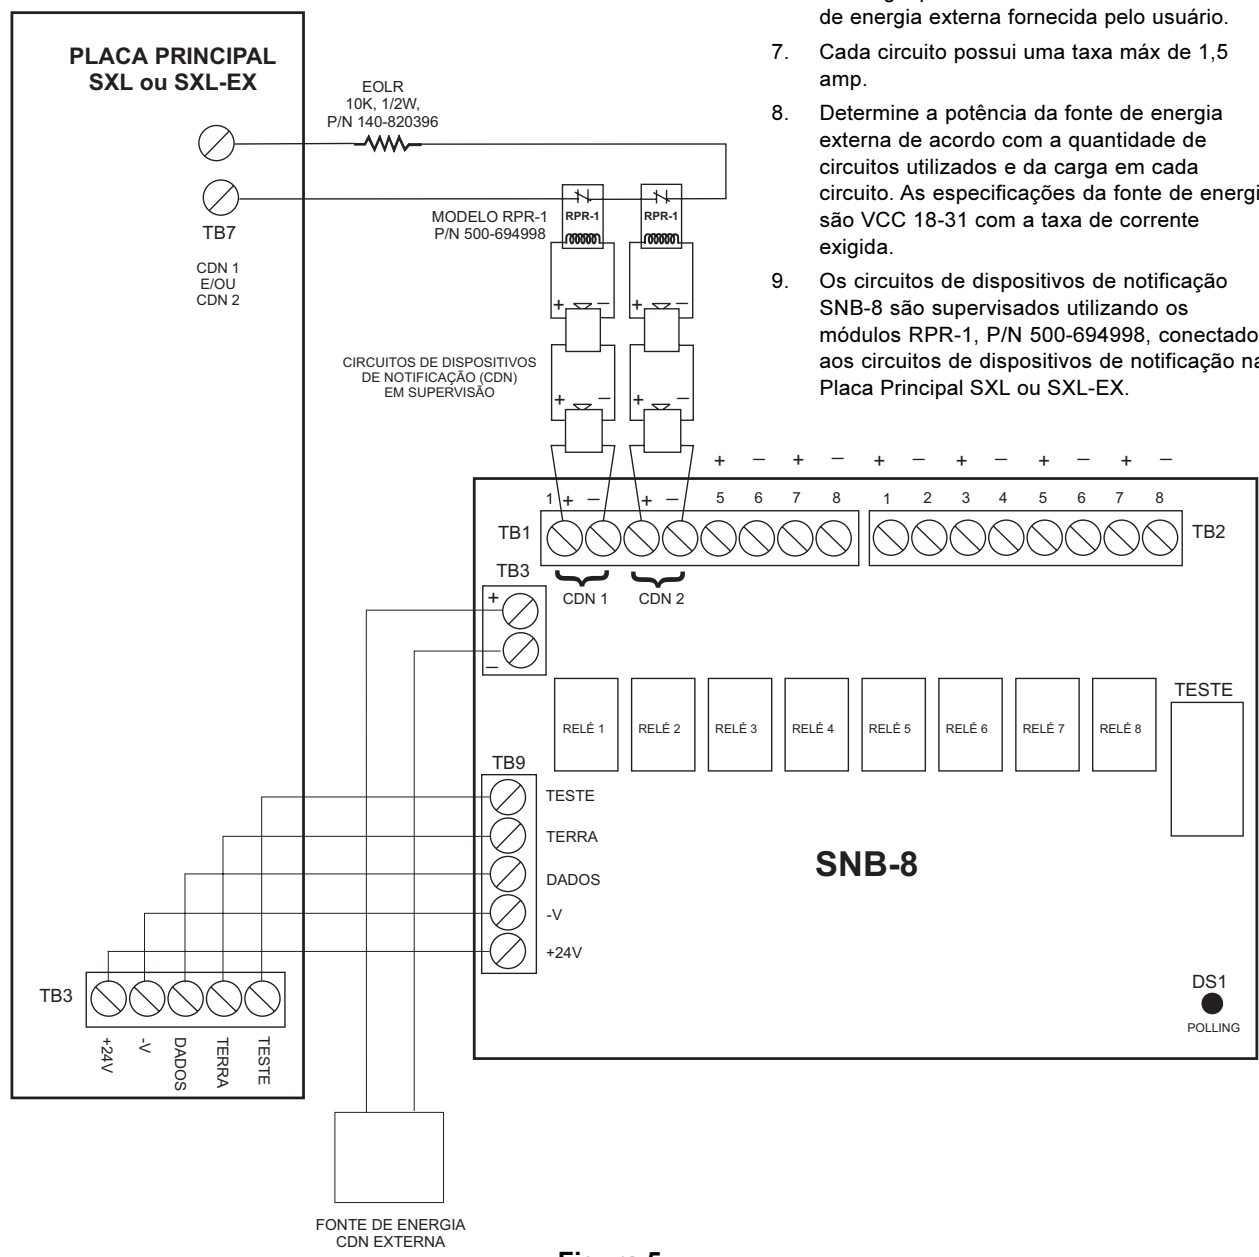 de energia externa fornecida pelo usuário.
7. Cada circuito possui uma taxa máx de 1,5
amp.
8. Determine a potência da fonte de energia
externa de acordo com a quantidade de
circuitos utilizados e da carga em cada
circuito. As especificações da fonte de energi
são VCC 18-31 com a taxa de corrente
exigida.
9. Os circuitos de dispositivos de notificação
SNB-8 são supervisados utilizando os
módulos RPR-1, P/N 500-694998, conectado
aos circuitos de dispositivos de notificação na
Placa Principal SXL ou SXL-EX.
PLACA PRINCIPAL
SXL ou SXL-EX
EOLR
10K, 1/2W,
P/N 140-820396
TB7
CDN 1
E/OU
CDN 2
MODELO RPR-1
P/N 500-694998
RPR-1
RPR-1
+ –
+ –
CIRCUITOS DE DISPOSITIVOS
DE NOTIFICAÇÃO (CDN)
EM SUPERVISÃO
+ –
+ –
+ – + – + – + – + – + –
1 + – + – 5 6 7 8 1 2 3 4 5 6 7 8
TB1
TB2
CDN 1
CDN 2
TB3
+
–
RELÉ 1
RELÉ 2
RELÉ 3
RELÉ 4
RELÉ 5
RELÉ 6
RELÉ 7
RELÉ 8
TESTE
TB9
TESTE
TERRA
DADOS
-V
+24V
SNB-8
DS1
POLLING
TB3
+24V
-V
DADOS
TERRA
TESTE
FONTE DE ENERGIA
CDN EXTERNA